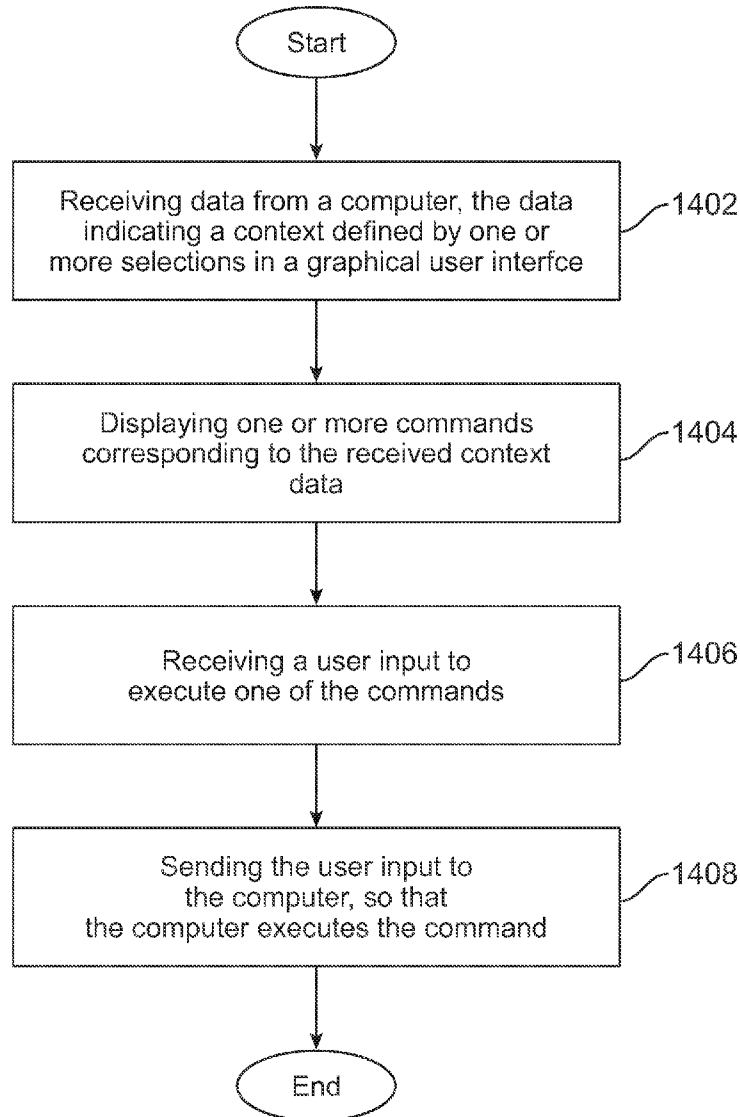 Start
Receiving data from a computer, the data
indicating a context defined by one or
more selections in a graphical user interfce
1402
Displaying one or more commands
corresponding to the received context
data
1404
Receiving a user input to
execute one of the commands
1406
Sending the user input to
the computer, so that
the computer executes the command
1408
End